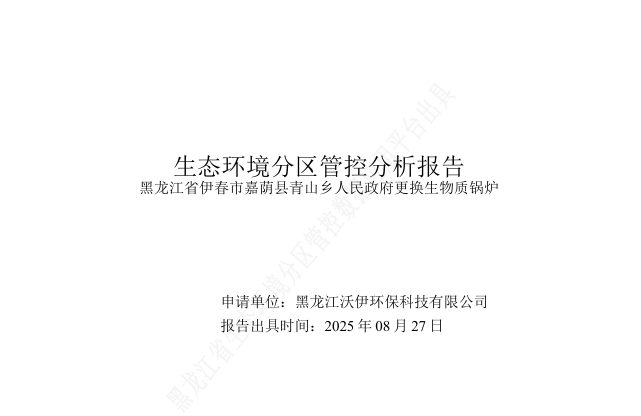 生态环境分区管控分析报告
黑龙江省伊春市嘉荫县青山乡人民政府更换生物质锅炉
申请单位：黑龙江沃伊环保科技有限公司
报告出具时间：2025 年 08 月 27 日